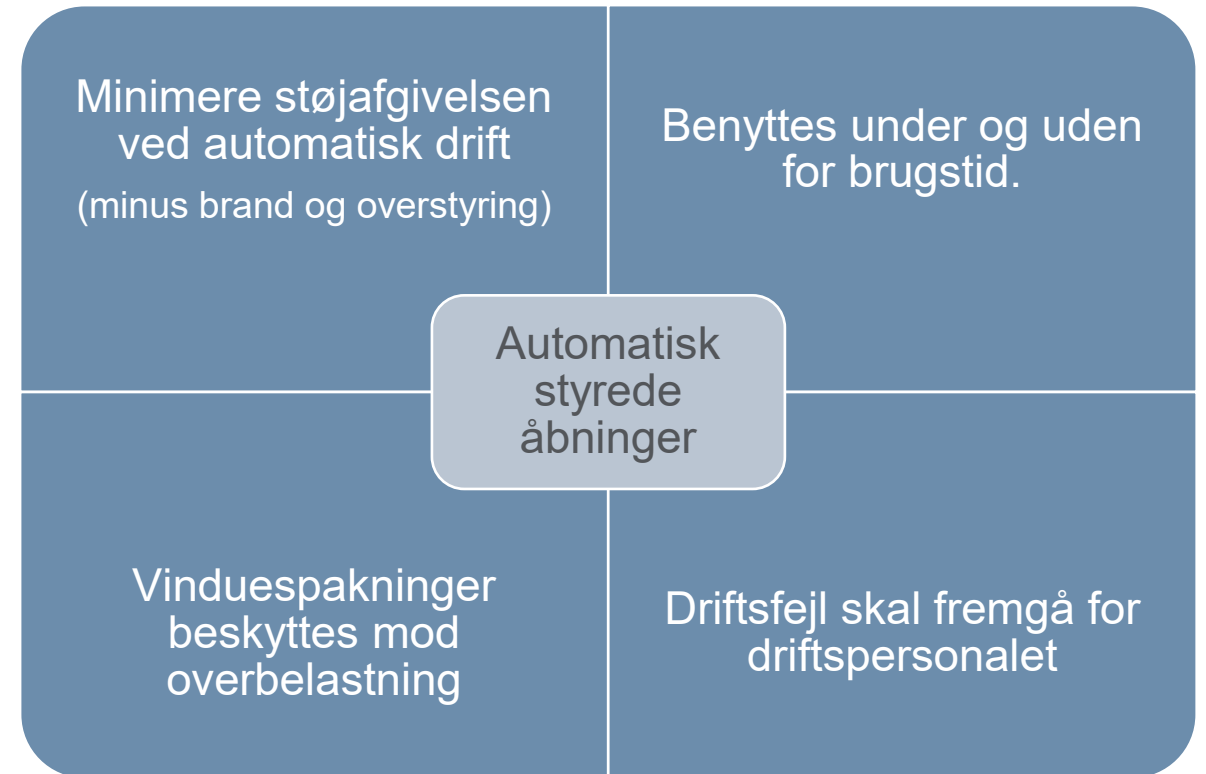 Minimere støjafgivelsen
ved automatisk drift
(minus brand og overstyring)
Benyttes under og uden
for brugstid.
Automatisk
styrede
åbninger
Vinduespakninger
beskyttes mod
overbelastning
Driftsfejl skal fremgå for
driftspersonalet